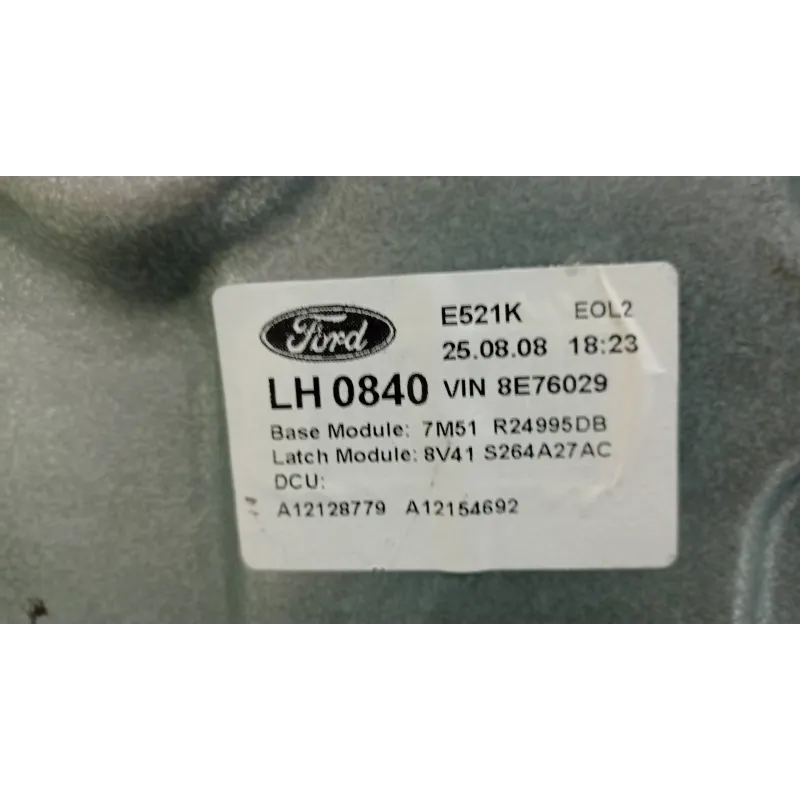 Ford E521K EOL2
25.08.08 18:23
LH 0840 VIN 8E76029
Base Module: 7M51 R24995DB
Latch Module: 8V41 S264A27AC
DCU:
A12128779 A12154692